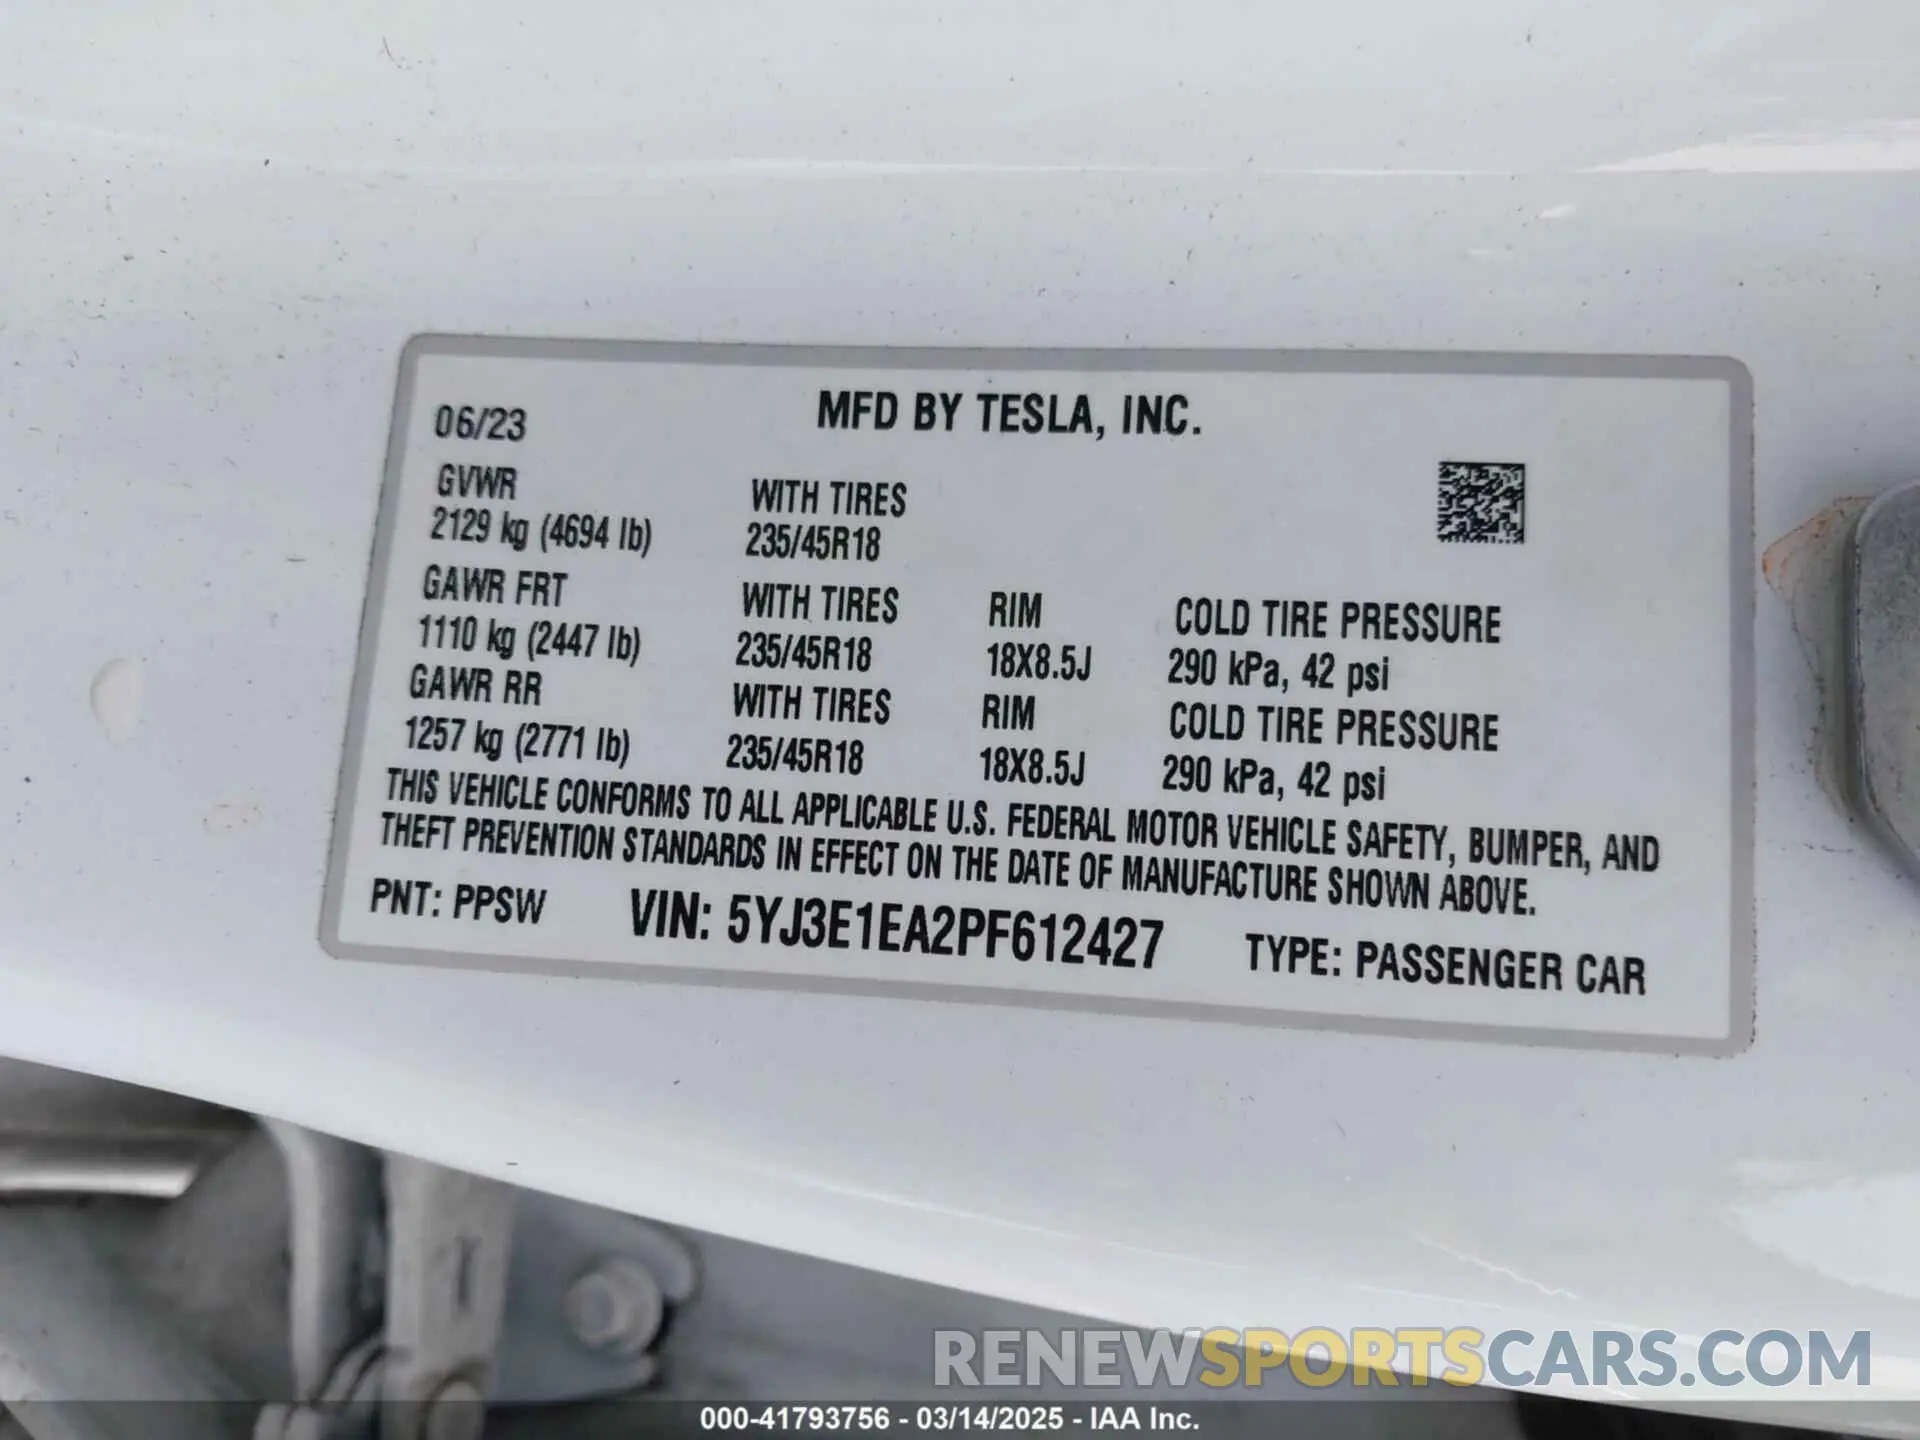 06/23 MFD BY TESLA, INC.
GVWR WITH TIRES
2129 kg (4694 lb) 235/45R18
GAWR FRT WITH TIRES RIM COLD TIRE PRESSURE
1110 kg (2447 lb) 235/45R18 18X8.5J 290 kPa, 42 psi
GAWR RR WITH TIRES RIM COLD TIRE PRESSURE
1257 kg (2771 lb) 235/45R18 18X8.5J 290 kPa, 42 psi
THIS VEHICLE CONFORMS TO ALL APPLICABLE U.S. FEDERAL MOTOR VEHICLE SAFETY, BUMPER, AND
THEFT PREVENTION STANDARDS IN EFFECT ON THE DATE OF MANUFACTURE SHOWN ABOVE.
PNT: PPSW VIN: 5YJ3E1EA2PF612427 TYPE: PASSENGER CAR
RENEWSPORTSCARS.COM
000-41793756 - 03/14/2025 - IAA Inc.